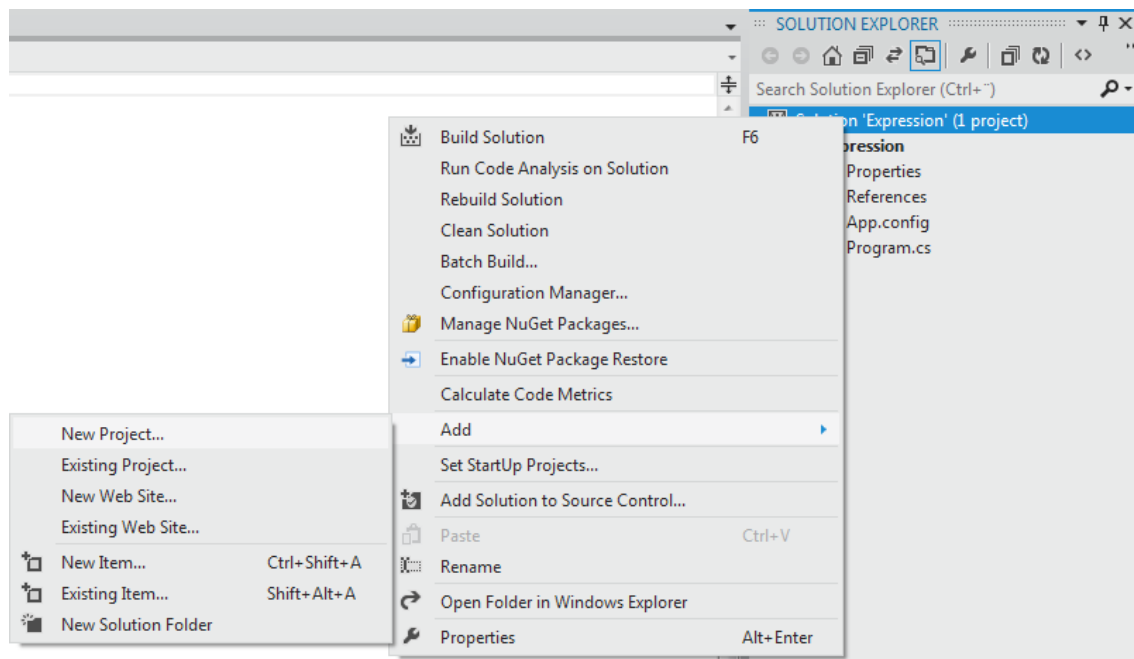 SOLUTION EXPLORER
Search Solution Explorer (Ctrl+¨)
Solution 'Expression' (1 project)
pression
Properties
References
App.config
Program.cs
Build Solution F6
Run Code Analysis on Solution
Rebuild Solution
Clean Solution
Batch Build...
Configuration Manager...
Manage NuGet Packages...
Enable NuGet Package Restore
Calculate Code Metrics
Add
Set StartUp Projects...
Add Solution to Source Control...
Paste Ctrl+V
Rename
Open Folder in Windows Explorer
Properties Alt+Enter
New Project...
Existing Project...
New Web Site...
Existing Web Site...
New Item... Ctrl+Shift+A
Existing Item... Shift+Alt+A
New Solution Folder